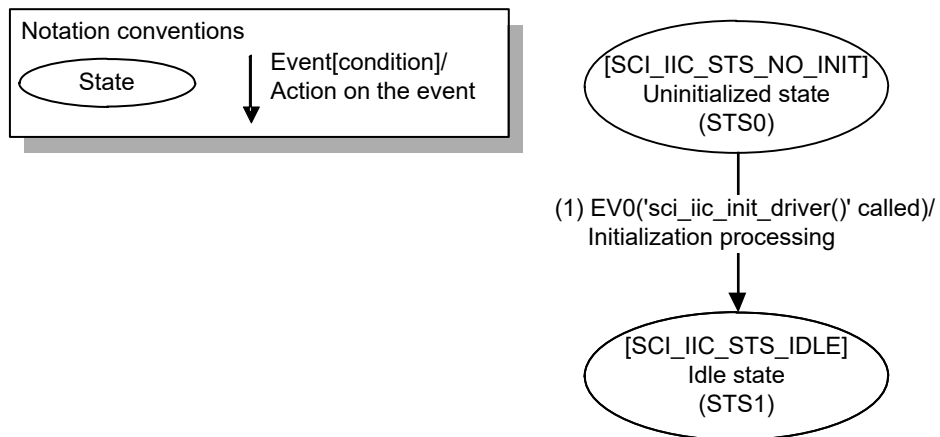 Notation conventions
State
Event[condition]/
Action on the event
[SCI_IIC_STS_NO_INIT]
Uninitialized state
(STS0)
(1) EV0('sci_iic_init_driver()' called)/
Initialization processing
[SCI_IIC_STS_IDLE]
Idle state
(STS1)